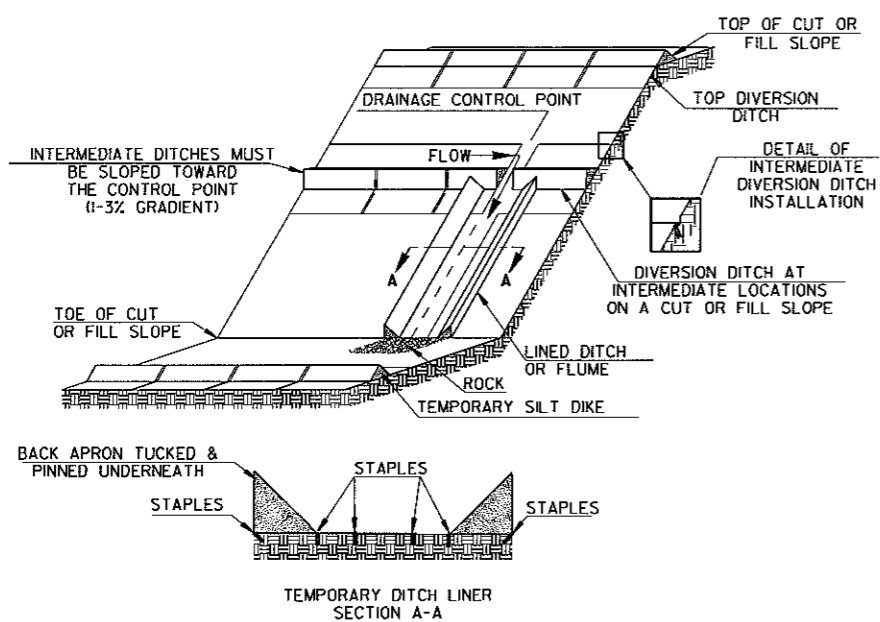 TOP OF CUT OR
FILL SLOPE
DRAINAGE CONTROL POINT
TOP DIVERSION
DITCH
INTERMEDIATE DITCHES MUST
BE SLOPED TOWARD
THE CONTROL POINT
(1-3% GRADIENT)
FLOW
DETAIL OF
INTERMEDIATE
DIVERSION DITCH
INSTALLATION
A
A
DIVERSION DITCH AT
INTERMEDIATE LOCATIONS
ON A CUT OR FILL SLOPE
TOE OF CUT
OR FILL SLOPE
LINED DITCH
OR FLUME
ROCK
TEMPORARY SILT DIKE
BACK APRON TUCKED &
PINNED UNDERNEATH
STAPLES
STAPLES
STAPLES
TEMPORARY DITCH LINER
SECTION A-A